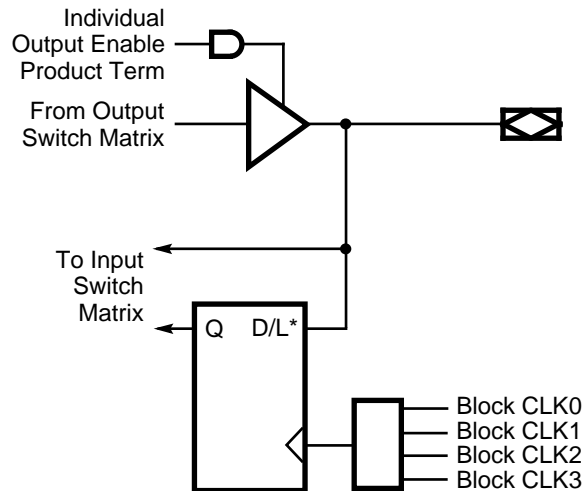 Individual
Output Enable
Product Term
From Output
Switch Matrix
To Input
Switch
Matrix
Q D/L*
Block CLK0
Block CLK1
Block CLK2
Block CLK3